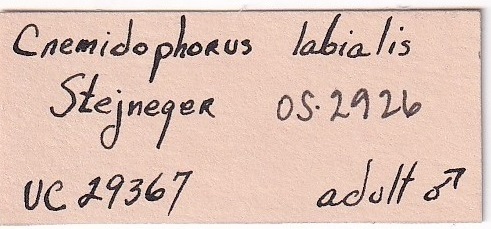 Cnemidophorus labialis
Stejneger OS. 2926
UC 29367 adult ♂